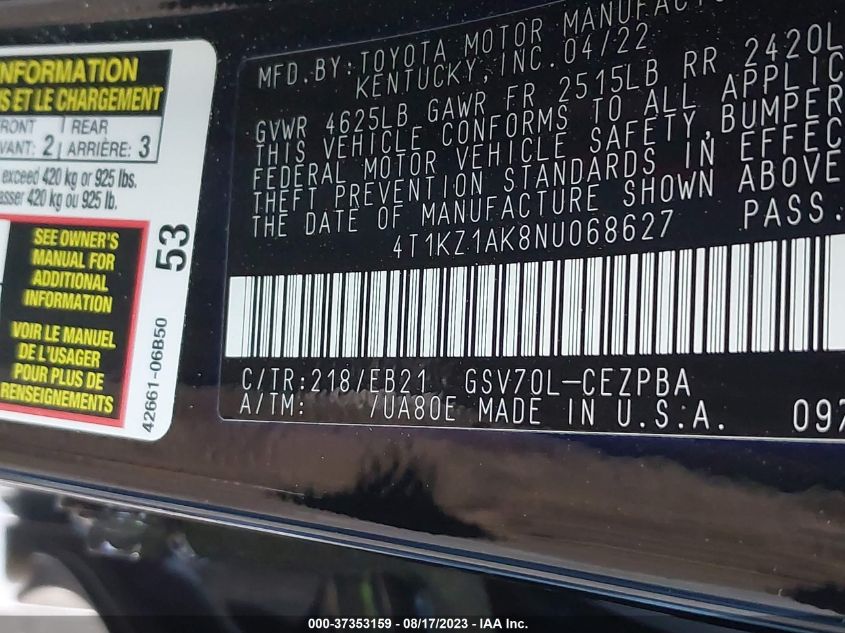 INFORMATION
S ET LE CHARGEMENT
FRONT REAR
VANT: 2 ARRIÈRE: 3
exceed 420 kg or 925 lbs.
asser 420 kg ou 925 lb.
SEE OWNER'S
MANUAL FOR
ADDITIONAL
INFORMATION
VOIR LE MANUEL
DE L'USAGER
POUR PLUS DE
RENSEIGNEMENTS
53
42661-06B50
MFD. BY: TOYOTA MOTOR MANUFACTU
KENTUCKY, INC. 04/22
GVWR 4625LB GAWR FR 2515LB RR 2420L
THIS VEHICLE CONFORMS TO ALL APPLIC
FEDERAL MOTOR VEHICLE SAFETY, BUMPER
THEFT PREVENTION STANDARDS IN EFFEC
THE DATE OF MANUFACTURE SHOWN ABOVE
4T1KZ1AK8NU068627 PASS.
C/TR: 218/EB21 GSV70L-CEZPBA
A/TM: /UA80E MADE IN U.S.A. 097
000-37353159 - 08/17/2023 - IAA Inc.